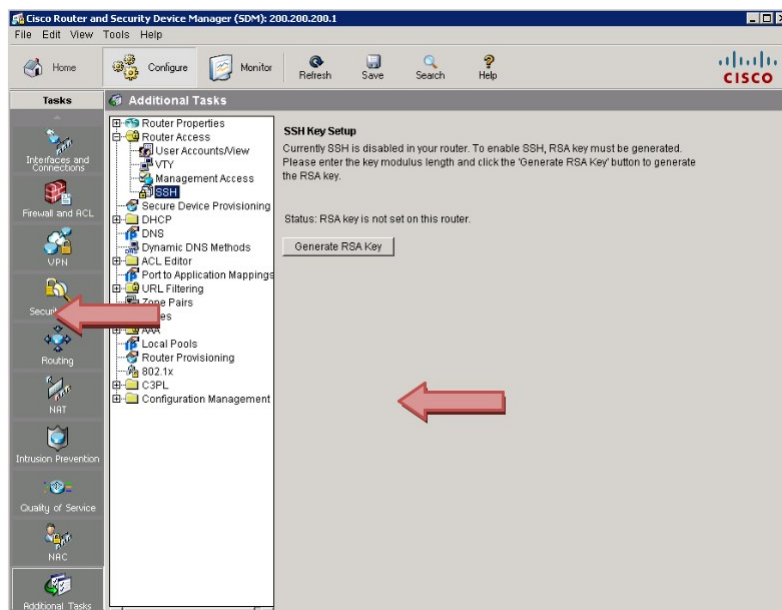 Cisco Router and Security Device Manager (SDM): 200.200.200.1
File Edit View Tools Help
Home
Configure
Monitor
Refresh
Save
Search
Help
CISCO
Tasks
Additional Tasks
Interfaces and
Connections
Firewall and ACL
VPN
Routing
NAT
Intrusion Prevention
Quality of Service
NAC
Additional Tasks
Router Properties
Router Access
User Accounts/View
VTY
Management Access
SSH
Secure Device Provisioning
DHCP
DNS
Dynamic DNS Methods
ACL Editor
Port to Application Mappings
URL Filtering
Zone Pairs
AAA
Local Pools
Router Provisioning
802.1x
C3PL
Configuration Management
SSH Key Setup
Currently SSH is disabled in your router. To enable SSH, RSA key must be generated.
Please enter the key modulus length and click the 'Generate RSA Key' button to generate
the RSA key.
Status: RSA key is not set on this router.
Generate RSA Key